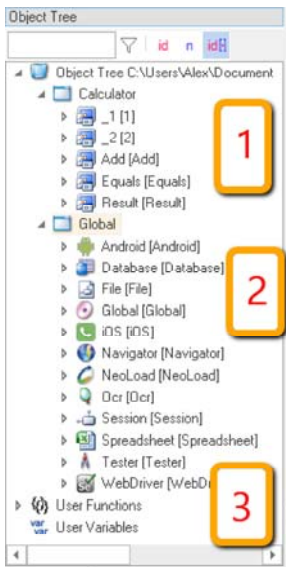 Object Tree
id n id
Object Tree C:\Users\Alex\Document
Calculator
_1 [1]
_2 [2]
Add [Add]
Equals [Equals]
Result [Result]
1
Global
Android [Android]
Database [Database]
File [File]
Global [Global]
iOS [iOS]
2
Navigator [Navigator]
NeoLoad [NeoLoad]
Ocr [Ocr]
Session [Session]
Spreadsheet [Spreadsheet]
Tester [Tester]
WebDriver [WebDr
3
{()} User Functions
var var User Variables